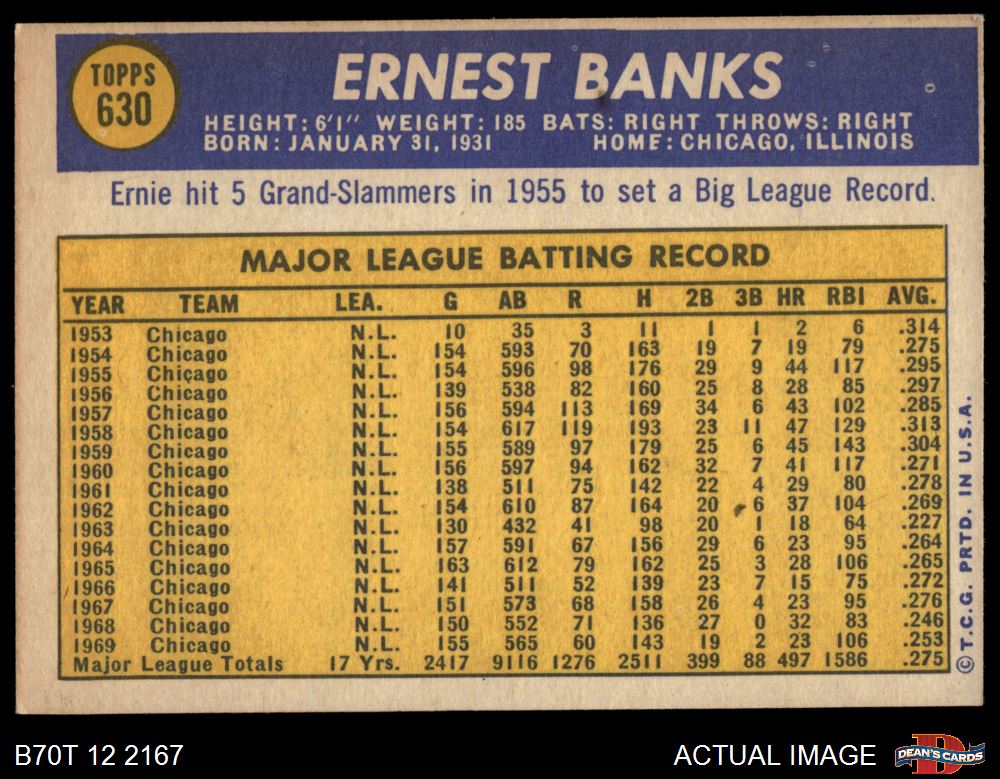 TOPPS
630
ERNEST BANKS
HEIGHT: 6'1" WEIGHT: 185 BATS: RIGHT THROWS: RIGHT
BORN: JANUARY 31, 1931 HOME: CHICAGO, ILLINOIS
Ernie hit 5 Grand-Slammers in 1955 to set a Big League Record.
MAJOR LEAGUE BATTING RECORD
YEAR TEAM LEA. G AB R H 2B 3B HR RBI AVG.
1953 Chicago N.L. 10 35 3 11 1 1 2 6 .314
1954 Chicago N.L. 154 593 70 163 19 7 19 79 .275
1955 Chicago N.L. 154 596 98 176 29 9 44 117 .295
1956 Chicago N.L. 139 538 82 160 25 8 28 85 .297
1957 Chicago N.L. 156 594 113 169 34 6 43 102 .285
1958 Chicago N.L. 154 617 119 193 23 11 47 129 .313
1959 Chicago N.L. 155 589 97 179 25 6 45 143 .304
1960 Chicago N.L. 156 597 94 162 32 7 41 117 .271
1961 Chicago N.L. 138 511 75 142 22 4 29 80 .278
1962 Chicago N.L. 154 610 87 164 20 6 37 104 .269
1963 Chicago N.L. 130 432 41 98 20 1 18 64 .227
1964 Chicago N.L. 157 591 67 156 29 6 23 95 .264
1965 Chicago N.L. 163 612 79 162 25 3 28 106 .265
1966 Chicago N.L. 141 511 52 139 23 7 15 75 .272
1967 Chicago N.L. 151 573 68 158 26 4 23 95 .276
1968 Chicago N.L. 150 552 71 136 27 0 32 83 .246
1969 Chicago N.L. 155 565 60 143 19 2 23 106 .253
Major League Totals 17 Yrs. 2417 9116 1276 2511 399 88 497 1586 .275
© T.C.G. PRTD. IN U.S.A.
B70T 12 2167 ACTUAL IMAGE
DEAN'S CARDS